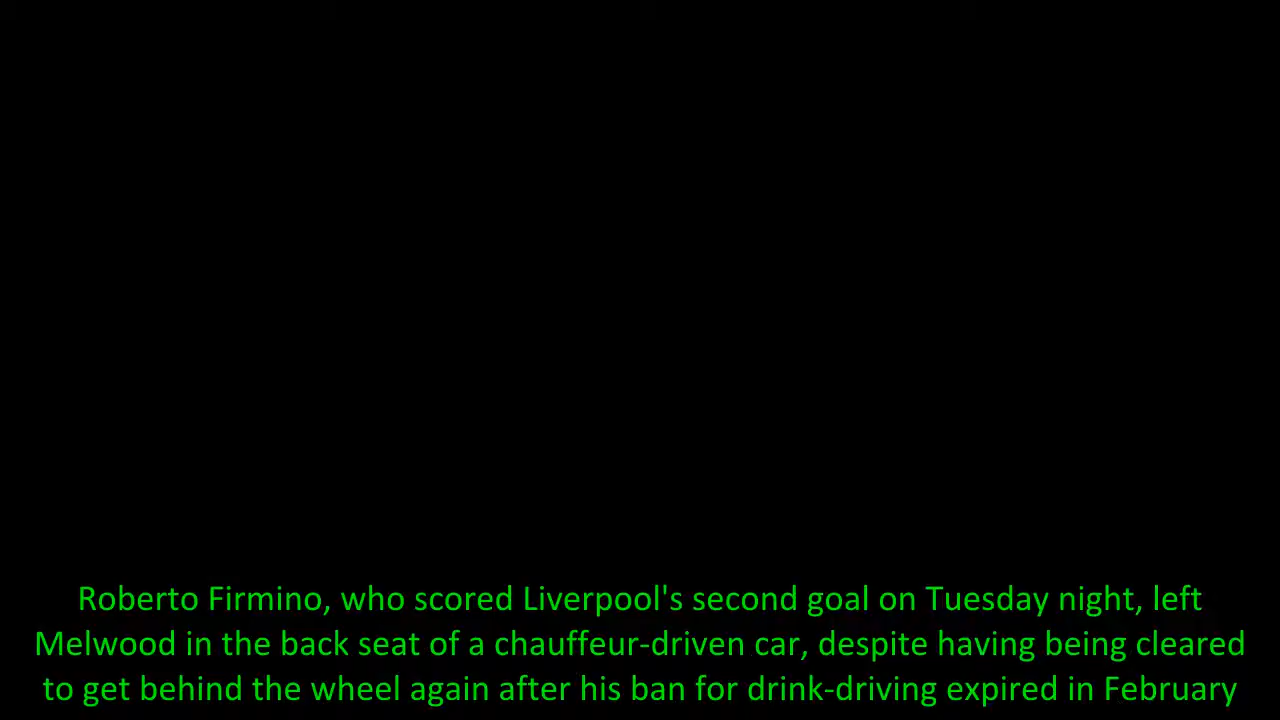 Roberto Firmino, who scored Liverpool's second goal on Tuesday night, left
Melwood in the back seat of a chauffeur-driven car, despite having being cleared
to get behind the wheel again after his ban for drink-driving expired in February